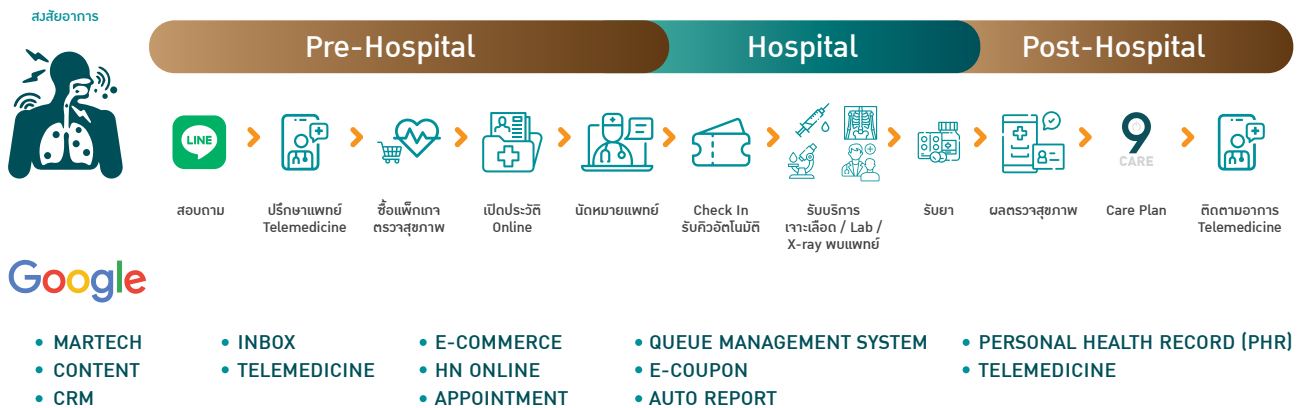 สงสัยอาการ
Pre-Hospital
Hospital
Post-Hospital
LINE
9
CARE
สอบถาม
ปรึกษาแพทย์
Telemedicine
ซื้อแพ็กเกจ
ตรวจสุขภาพ
เปิดประวัติ
Online
นัดหมายแพทย์
Check In
รับคิวอัตโนมัติ
รับบริการ
เจาะเลือด / Lab /
X-ray พบแพทย์
รับยา
ผลตรวจสุขภาพ
Care Plan
ติดตามอาการ
Telemedicine
Google
• MARTECH
• CONTENT
• CRM
• INBOX
• TELEMEDICINE
• E-COMMERCE
• HN ONLINE
• APPOINTMENT
• QUEUE MANAGEMENT SYSTEM
• E-COUPON
• AUTO REPORT
• PERSONAL HEALTH RECORD (PHR)
• TELEMEDICINE